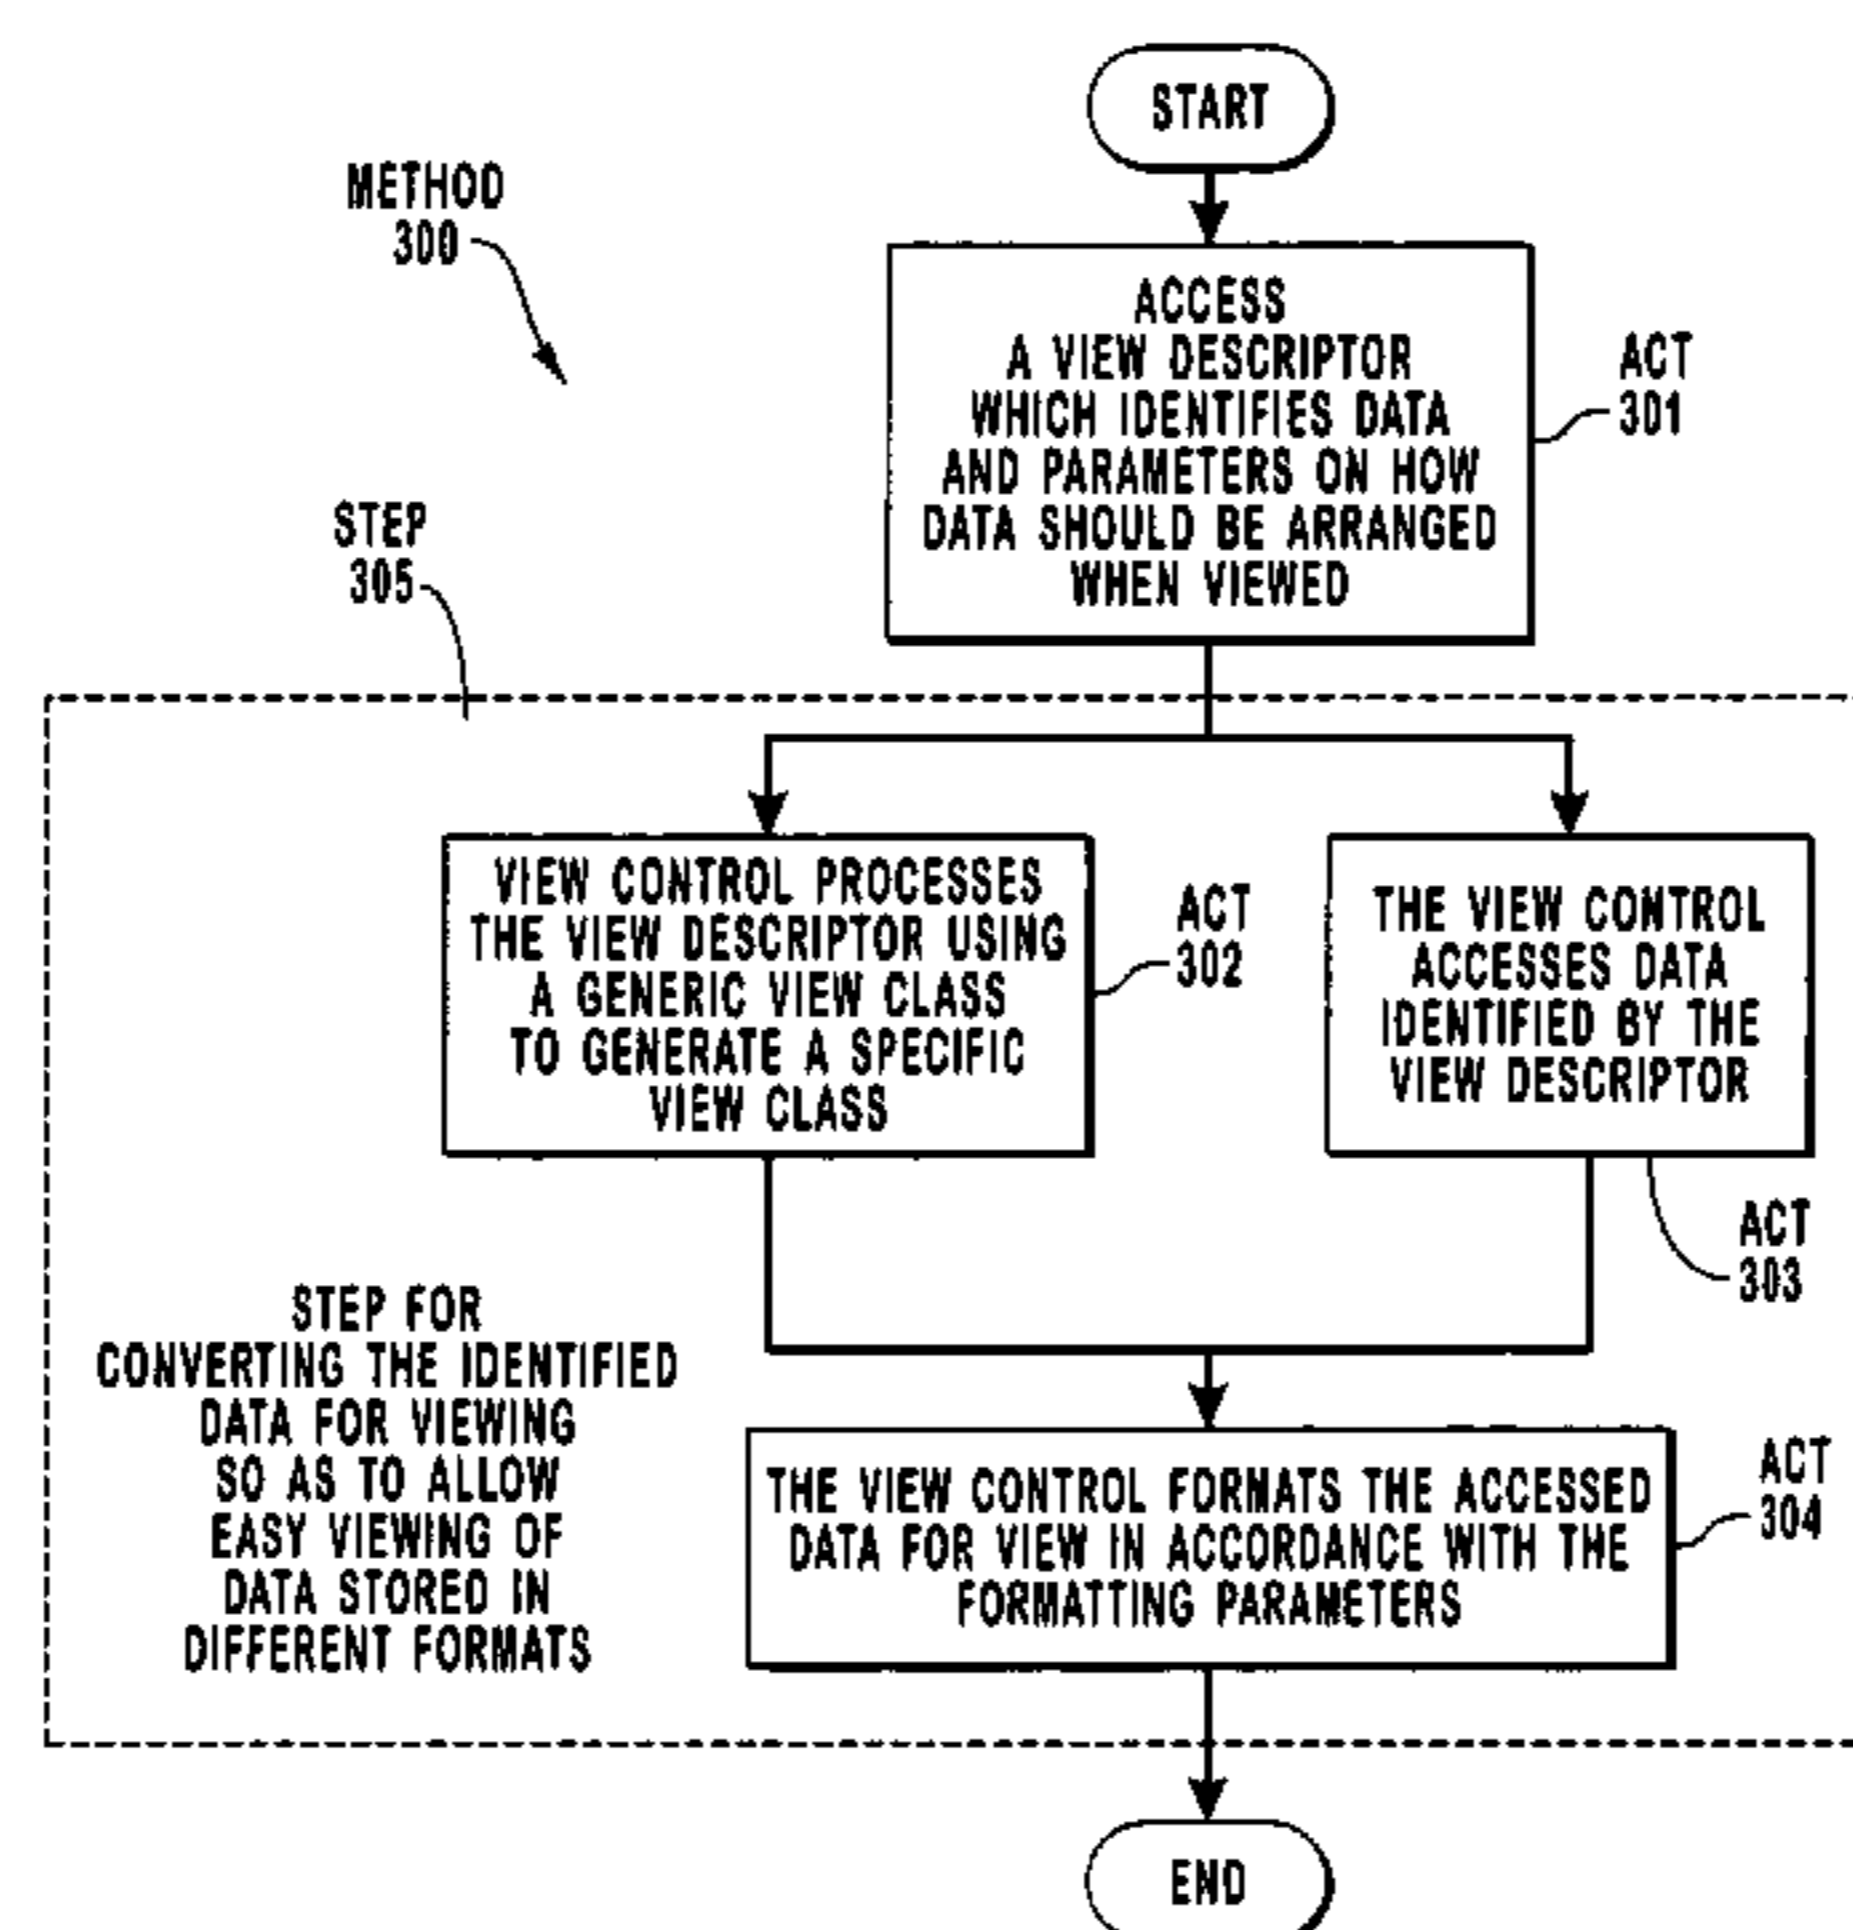 START
METHOD
300
ACCESS
A VIEW DESCRIPTOR
WHICH IDENTIFIES DATA
AND PARAMETERS ON HOW
DATA SHOULD BE ARRANGED
WHEN VIEWED
ACT
301
STEP
305
VIEW CONTROL PROCESSES
THE VIEW DESCRIPTOR USING
A GENERIC VIEW CLASS
TO GENERATE A SPECIFIC
VIEW CLASS
ACT
302
THE VIEW CONTROL
ACCESSES DATA
IDENTIFIED BY THE
VIEW DESCRIPTOR
ACT
303
STEP FOR
CONVERTING THE IDENTIFIED
DATA FOR VIEWING
SO AS TO ALLOW
EASY VIEWING OF
DATA STORED IN
DIFFERENT FORMATS
THE VIEW CONTROL FORMATS THE ACCESSED
DATA FOR VIEW IN ACCORDANCE WITH THE
FORMATTING PARAMETERS
ACT
304
END